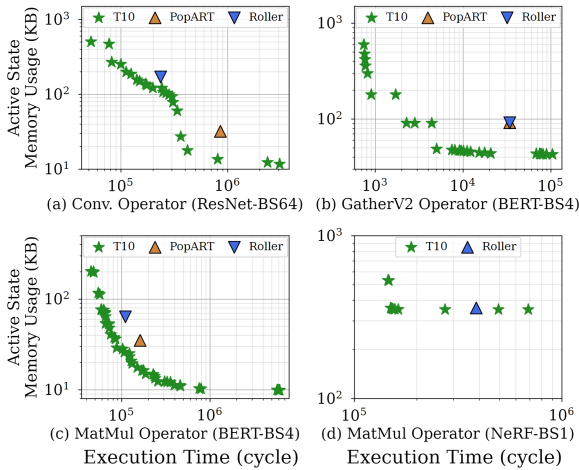 Active State
Memory Usage (KB)
10³
10²
10¹
T10 PopART Roller
10⁵ 10⁶
(a) Conv. Operator (ResNet-BS64)
10³
10²
T10 PopART Roller
10³ 10⁴ 10⁵
(b) GatherV2 Operator (BERT-BS4)
Active State
Memory Usage (KB)
10²
10¹
T10 PopART Roller
10⁵ 10⁶
(c) MatMul Operator (BERT-BS4)
Execution Time (cycle)
10³
10²
T10 Roller
10⁵ 10⁶
(d) MatMul Operator (NeRF-BS1)
Execution Time (cycle)